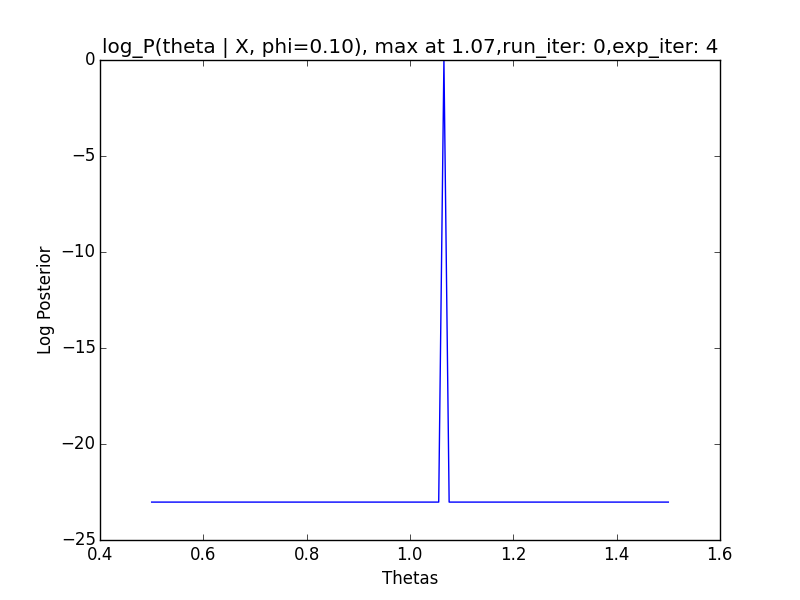 log_P(theta | X, phi=0.10), max at 1.07,run_iter: 0,exp_iter: 4
0
−5
−10
−15
−20
−25
Log Posterior
0.4 0.6 0.8 1.0 1.2 1.4 1.6
Thetas